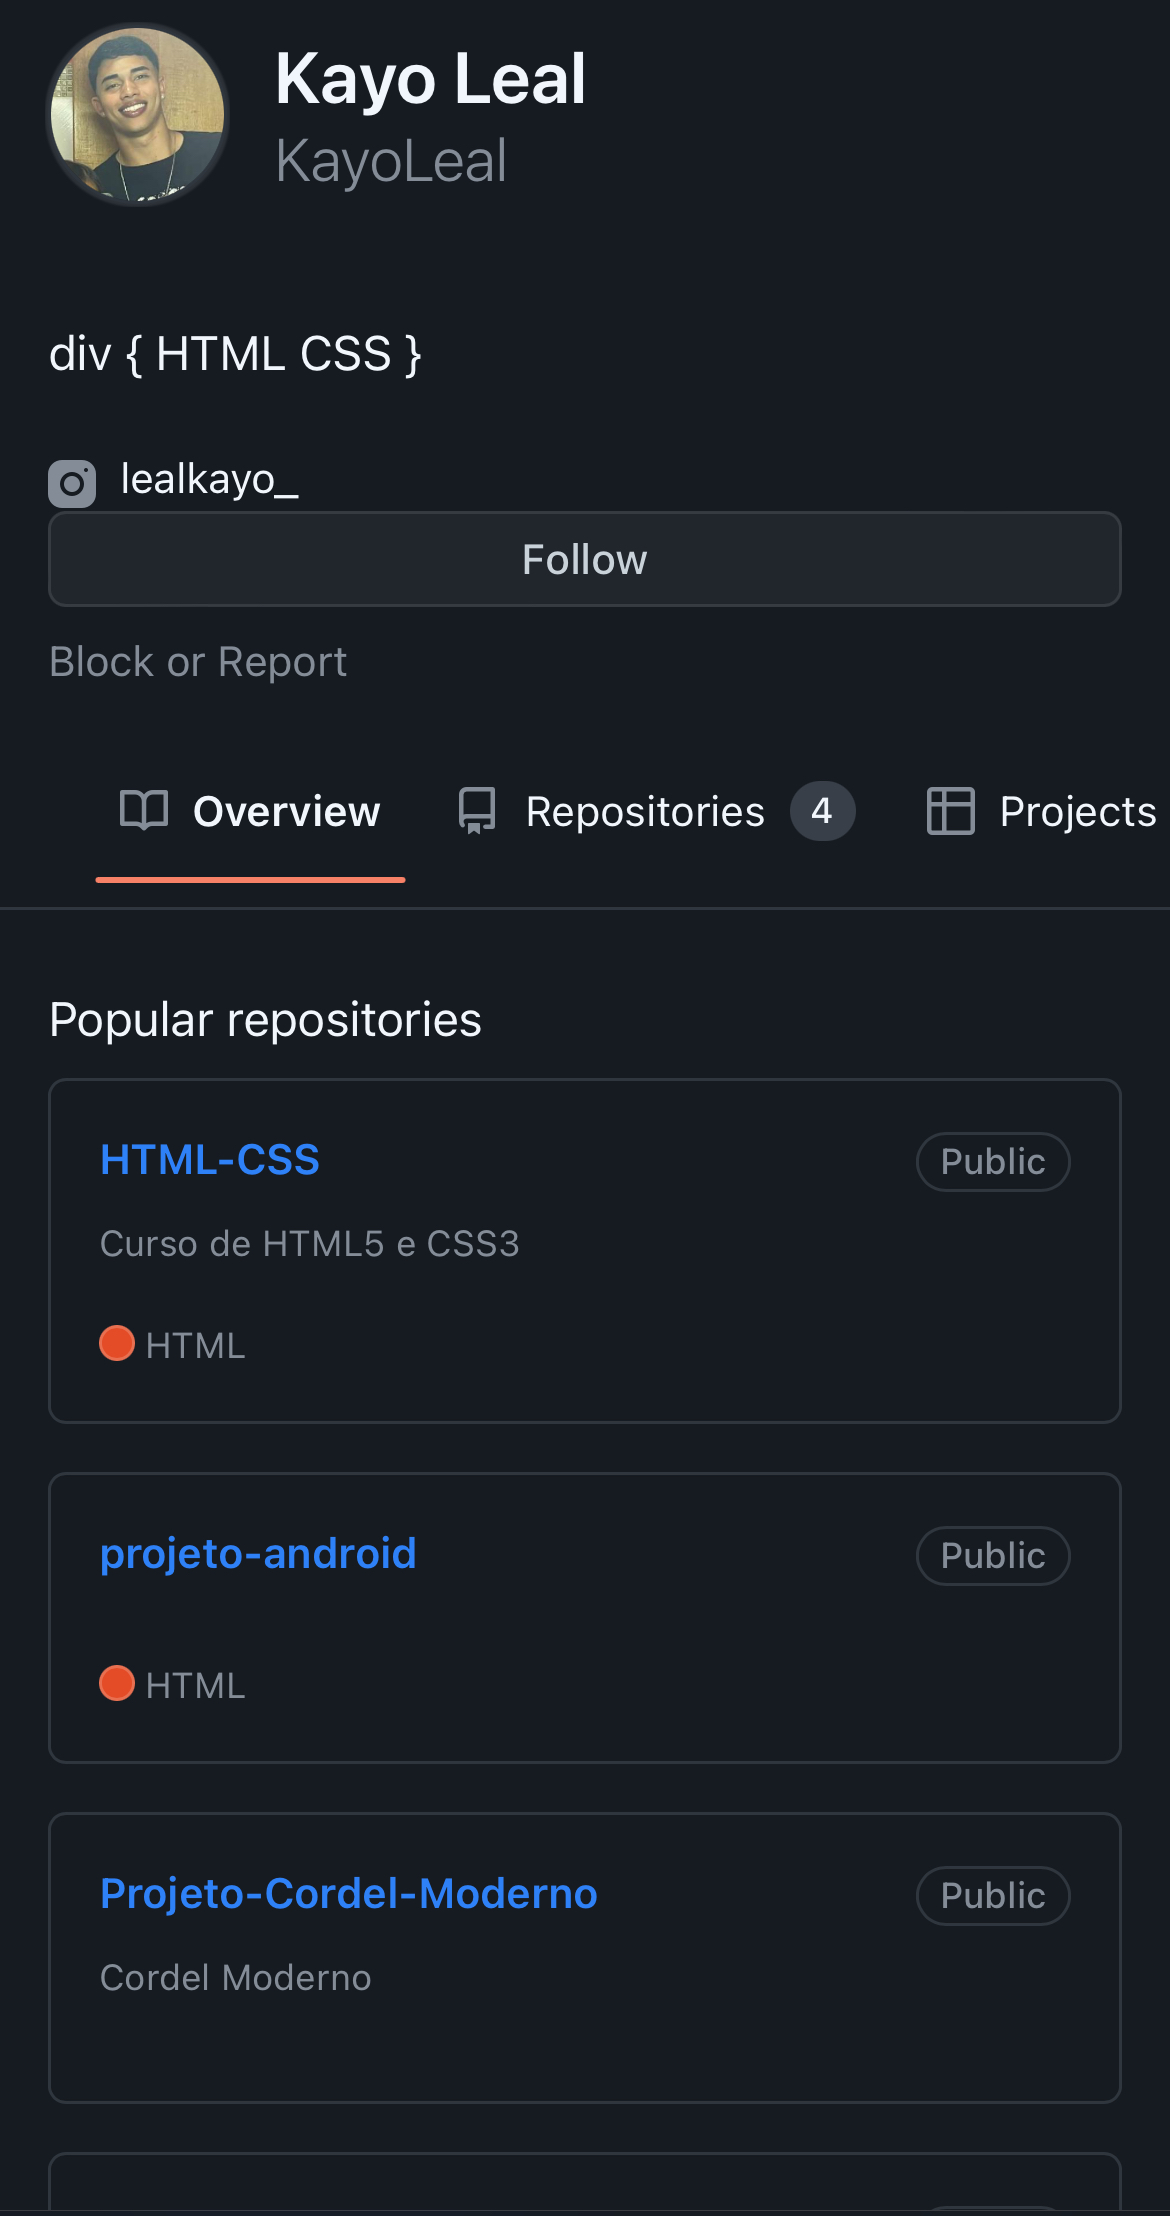 Kayo Leal
KayoLeal
div { HTML CSS }
lealkayo_
Follow
Block or Report
Overview
Repositories 4
Projects
Popular repositories
HTML-CSS
Public
Curso de HTML5 e CSS3
HTML
projeto-android
Public
HTML
Projeto-Cordel-Moderno
Public
Cordel Moderno